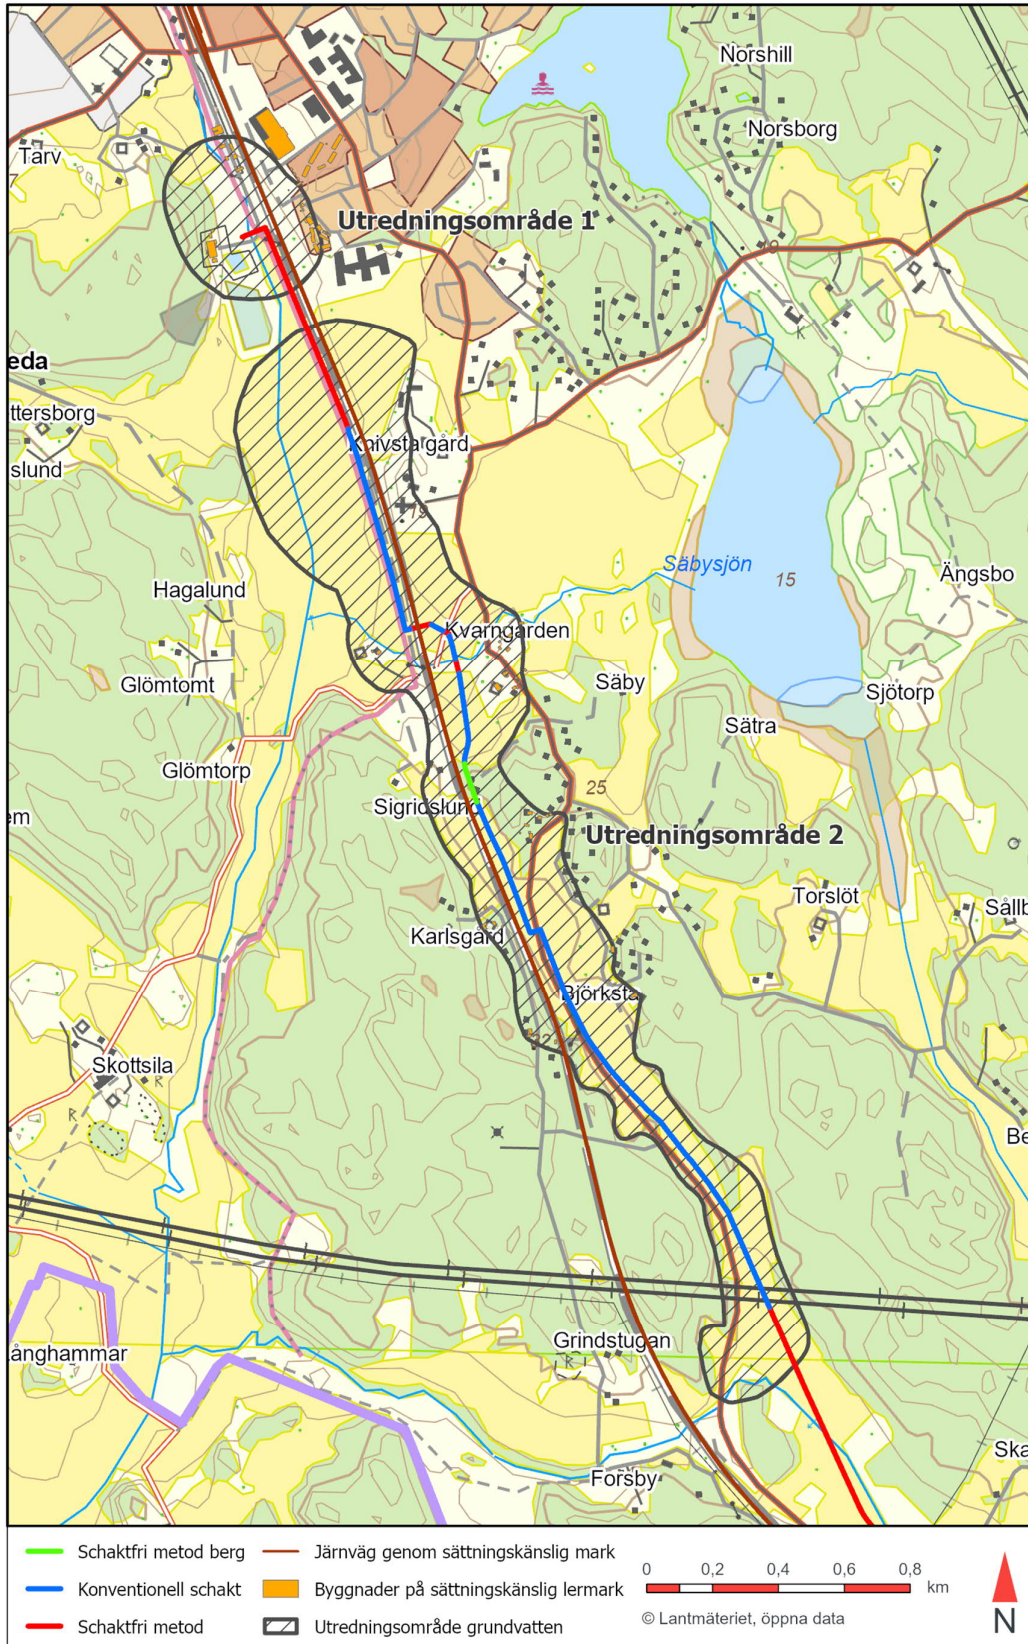 Norshill
Norsborg
Tarv
Utredningsområde 1
eda
ttersborg
slund
Knivsta gård
19
Säbysjön
15
Ängsbo
Hagalund
Kvarngården
Glömtomt
Säby
Sjötorp
Sätra
Glömtorp
25
Sigridslund
em
Utredningsområde 2
Torslöt
Sållb
Karlsgård
Björksta
22
Skottsila
R
R
Be
Grindstugan
R
ånghammar
Ska
Forsby
Schaktfri metod berg
Järnväg genom sättningskänslig mark
Konventionell schakt
Byggnader på sättningskänslig lermark
Schaktfri metod
Utredningsområde grundvatten
0 0,2 0,4 0,6 0,8
km
© Lantmäteriet, öppna data
N